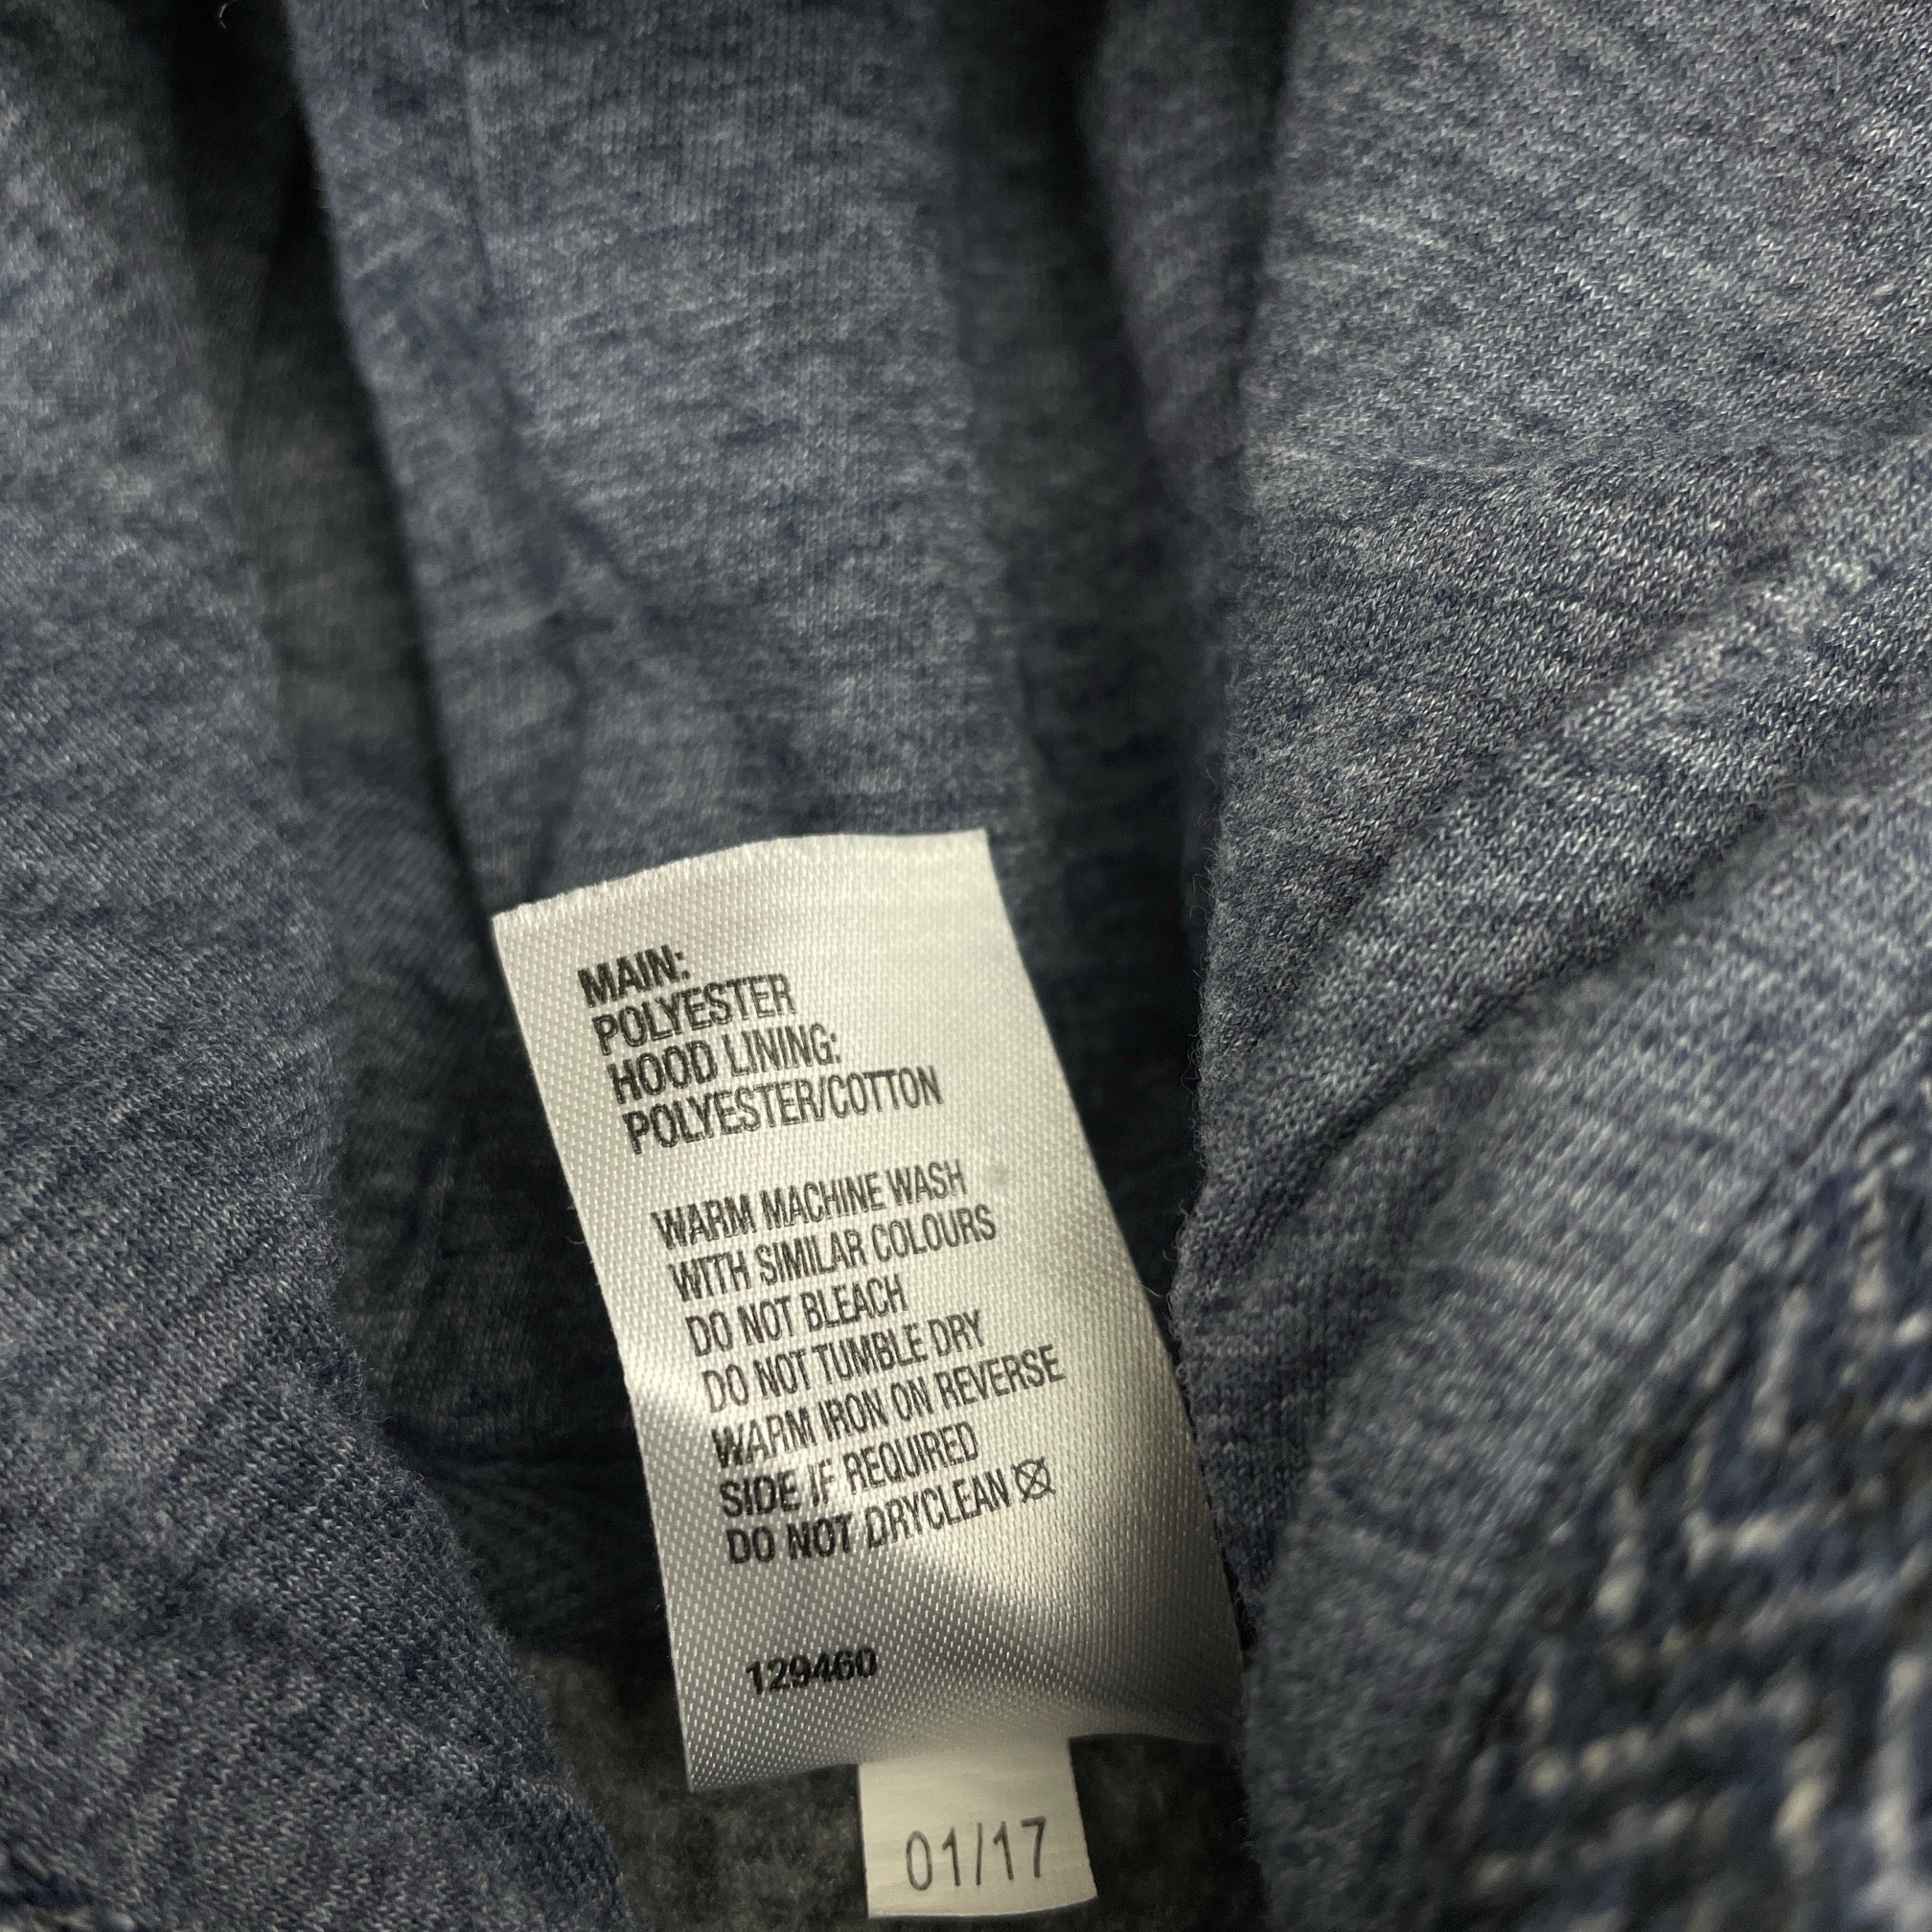 MAIN:
POLYESTER
HOOD LINING:
POLYESTER/COTTON
WARM MACHINE WASH
WITH SIMILAR COLOURS
DO NOT BLEACH
DO NOT TUMBLE DRY
WARM IRON ON REVERSE
SIDE IF REQUIRED
DO NOT DRYCLEAN
129460
01/17